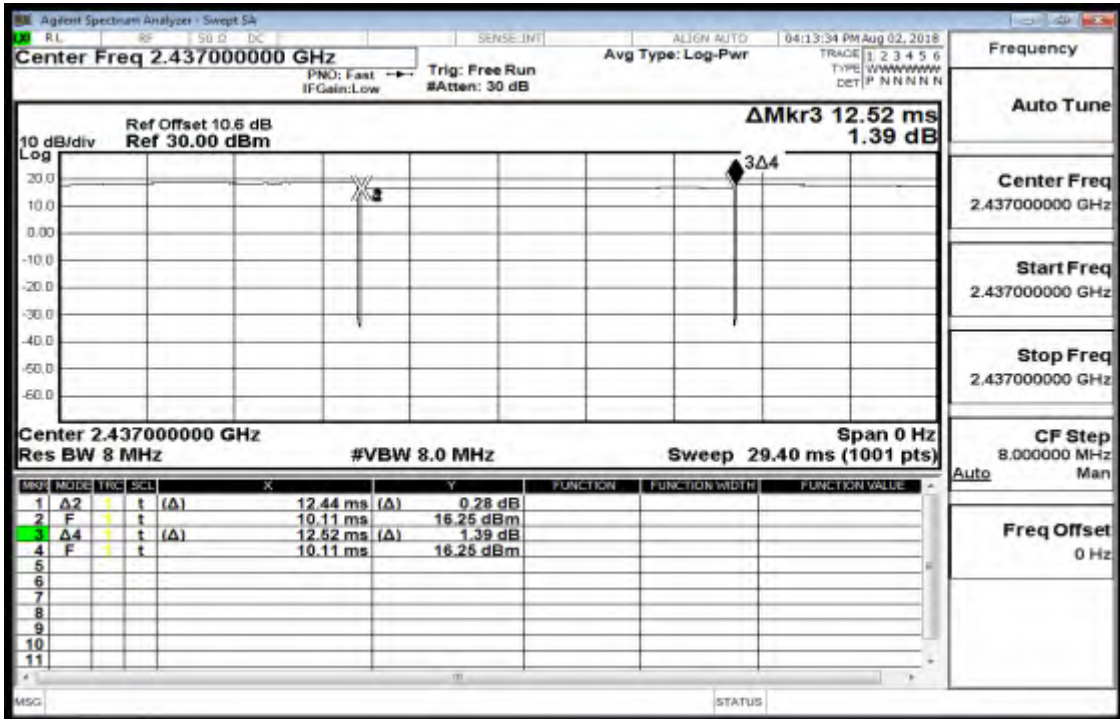 Agilent Spectrum Analyzer - Swept SA
RL RF 50 Ω DC SENSE:INT ALIGN AUTO 04:13:34 PM Aug 02, 2018
Center Freq 2.437000000 GHz
PNO: Fast
IFGain:Low
Trig: Free Run
#Atten: 30 dB
Avg Type: Log-Pwr
TRACE 1 2 3 4 5 6
TYPE WWWWWW
DET P N N N N N
Ref Offset 10.6 dB
10 dB/div Ref 30.00 dBm
Log
ΔMkr3 12.52 ms
1.39 dB
20.0
10.0
0.00
-10.0
-20.0
-30.0
-40.0
-50.0
-60.0
3Δ4
Center 2.437000000 GHz Span 0 Hz
Res BW 8 MHz #VBW 8.0 MHz Sweep 29.40 ms (1001 pts)
MKR MODE TRC SCL X Y FUNCTION FUNCTION WIDTH FUNCTION VALUE
1 Δ2 1 t (Δ) 12.44 ms (Δ) 0.28 dB
2 F 1 t 10.11 ms 16.25 dBm
3 Δ4 1 t (Δ) 12.52 ms (Δ) 1.39 dB
4 F 1 t 10.11 ms 16.25 dBm
5
6
7
8
9
10
11
MSG STATUS
Frequency
Auto Tune
Center Freq
2.437000000 GHz
Start Freq
2.437000000 GHz
Stop Freq
2.437000000 GHz
CF Step
8.000000 MHz
Auto Man
Freq Offset
0 Hz